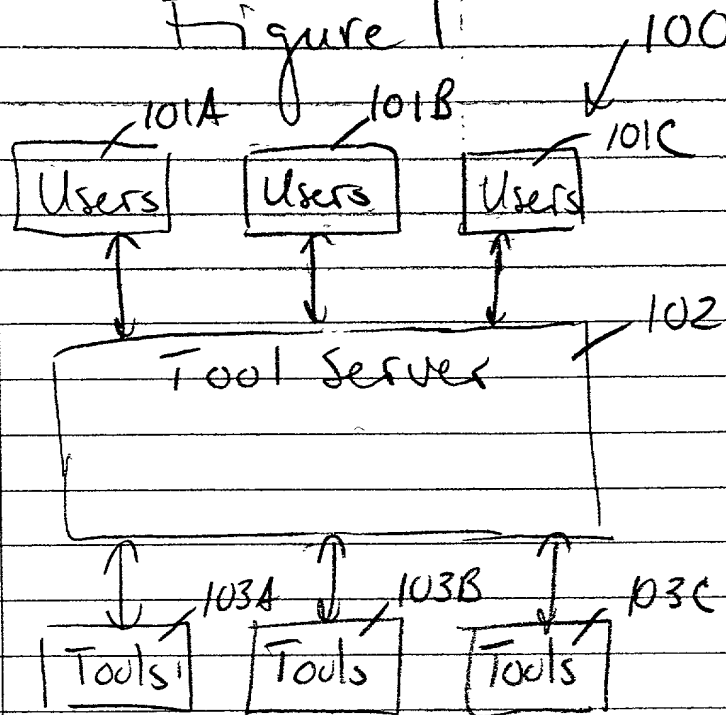 Figure 1
100
101A 101B
101C
Users Users Users
102
Tool Server
103A 103B 103C
Tools Tools Tools